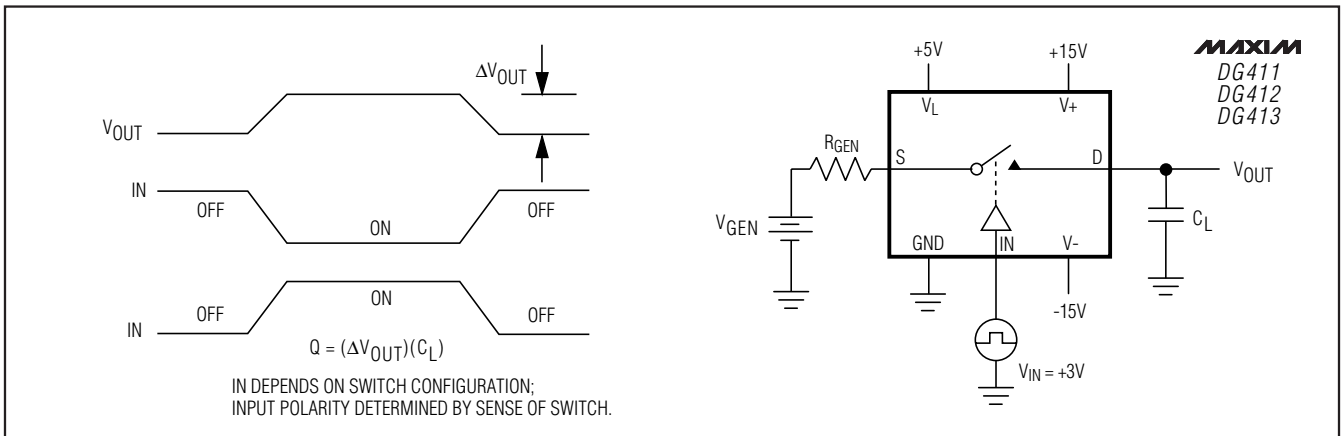 ΔVOUT
VOUT
IN
OFF
ON
OFF
IN
OFF
ON
OFF
Q = (ΔVOUT)(CL)
IN DEPENDS ON SWITCH CONFIGURATION;
INPUT POLARITY DETERMINED BY SENSE OF SWITCH.
MAXIM
DG411
DG412
DG413
+5V
+15V
VL
V+
RGEN
S
D
VOUT
VGEN
CL
GND
IN
V-
-15V
VIN = +3V